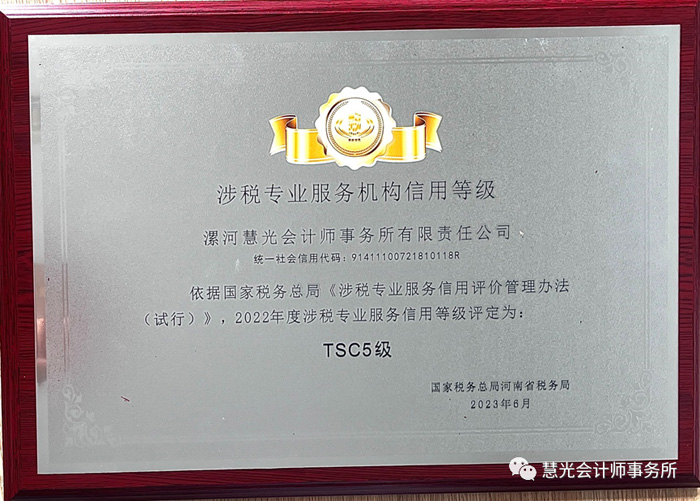 涉税专业服务机构信用等级
漯河慧光会计师事务所有限责任公司
统一社会信用代码：91411100721810118R
依据国家税务总局《涉税专业服务信用评价管理办法
（试行）》，2022年度涉税专业服务信用等级评定为：
TSC5级
国家税务总局河南省税务局
2023年6月
慧光会计师事务所